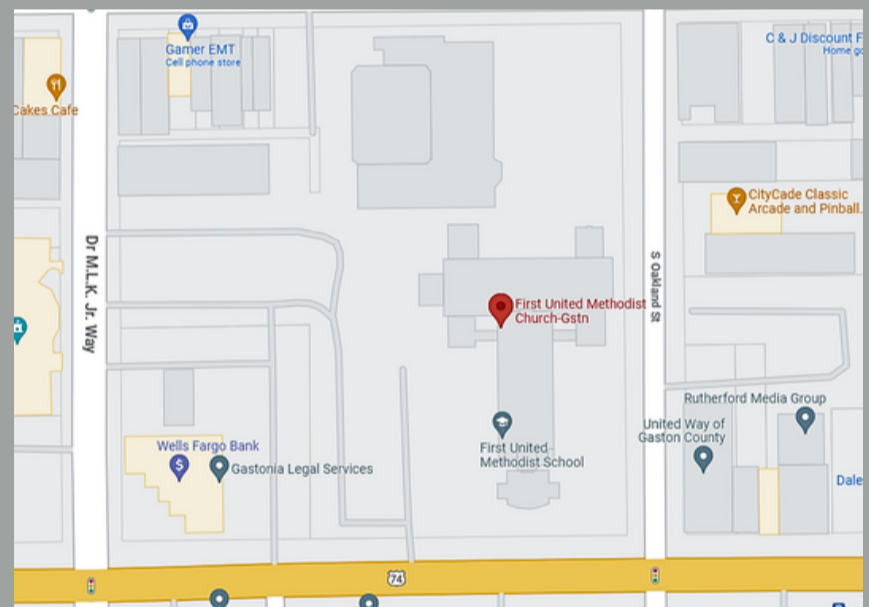 C & J Discount F
Home go
Gamer EMT
Cell phone store
Cakes Cafe
CityCade Classic
Arcade and Pinball.
Dr M.L.K. Jr. Way
S Oakland St
First United Methodist
Church-Gstn
Rutherford Media Group
United Way of
Gaston County
First United
Methodist School
Wells Fargo Bank
$
Gastonia Legal Services
Dale
74